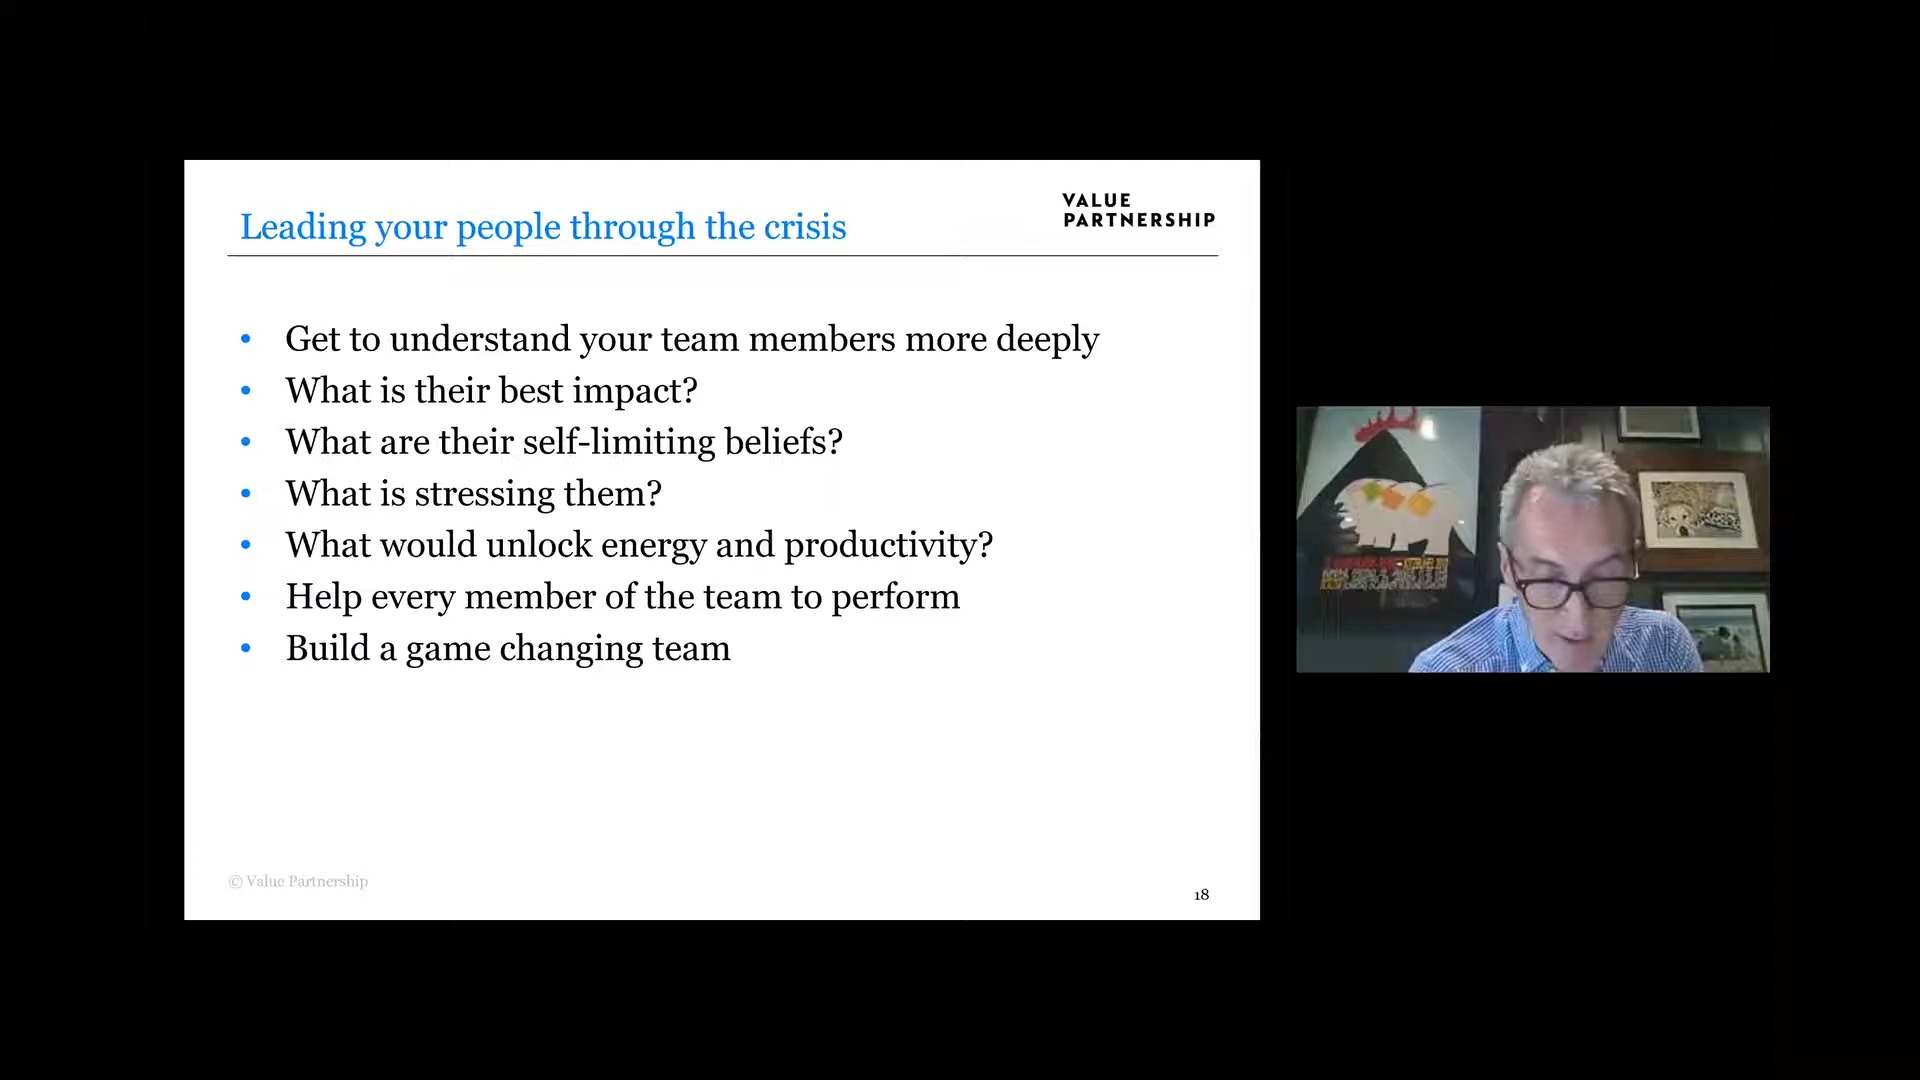 Leading your people through the crisis
VALUE
PARTNERSHIP
• Get to understand your team members more deeply
• What is their best impact?
• What are their self-limiting beliefs?
• What is stressing them?
• What would unlock energy and productivity?
• Help every member of the team to perform
• Build a game changing team
© Value Partnership
18